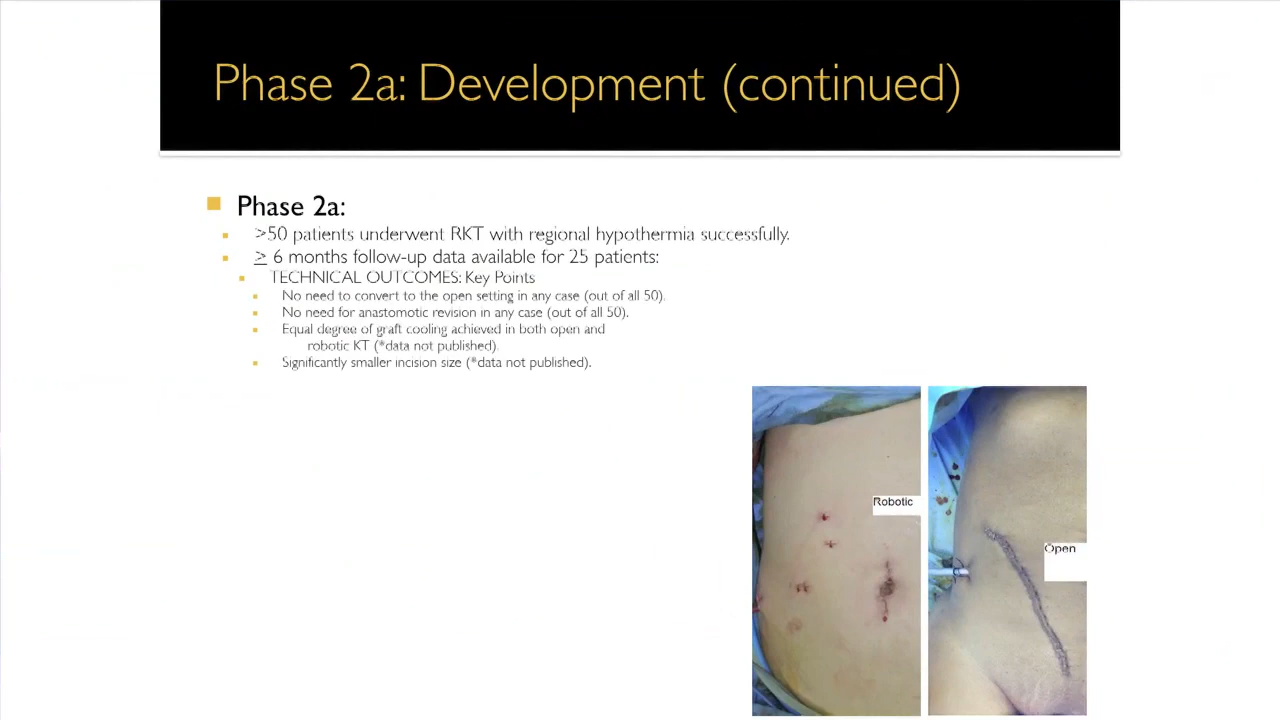 Phase 2a: Development (continued)
Phase 2a:
>50 patients underwent RKT with regional hypothermia successfully.
≥ 6 months follow-up data available for 25 patients:
TECHNICAL OUTCOMES: Key Points
No need to convert to the open setting in any case (out of all 50).
No need for anastomotic revision in any case (out of all 50).
Equal degree of graft cooling achieved in both open and
robotic KT (*data not published).
Significantly smaller incision size (*data not published).
Robotic
Open